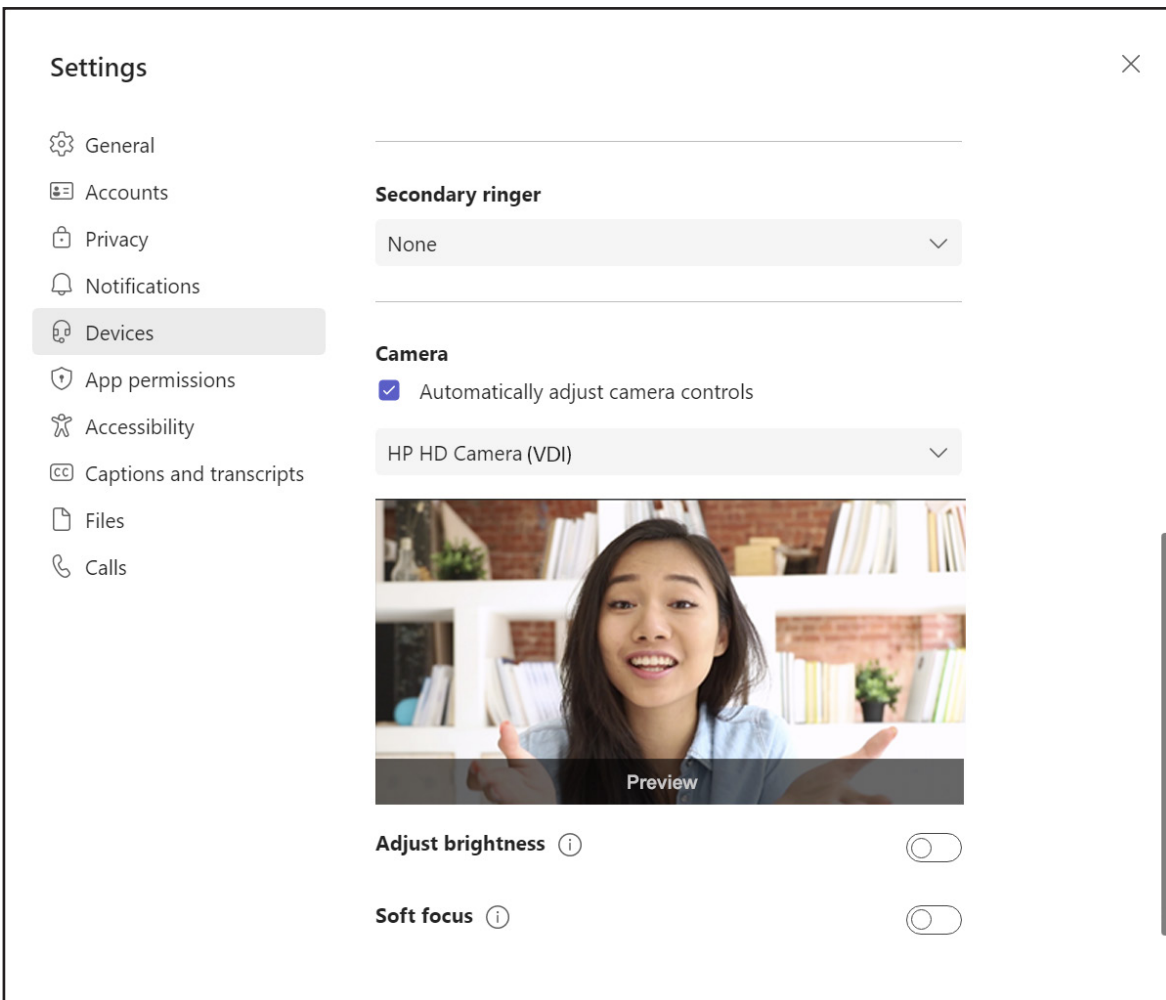 Settings
General
Accounts
Privacy
Notifications
Devices
App permissions
Accessibility
CC Captions and transcripts
Files
Calls
Secondary ringer
None
Camera
Automatically adjust camera controls
HP HD Camera (VDI)
Preview
Adjust brightness
Soft focus